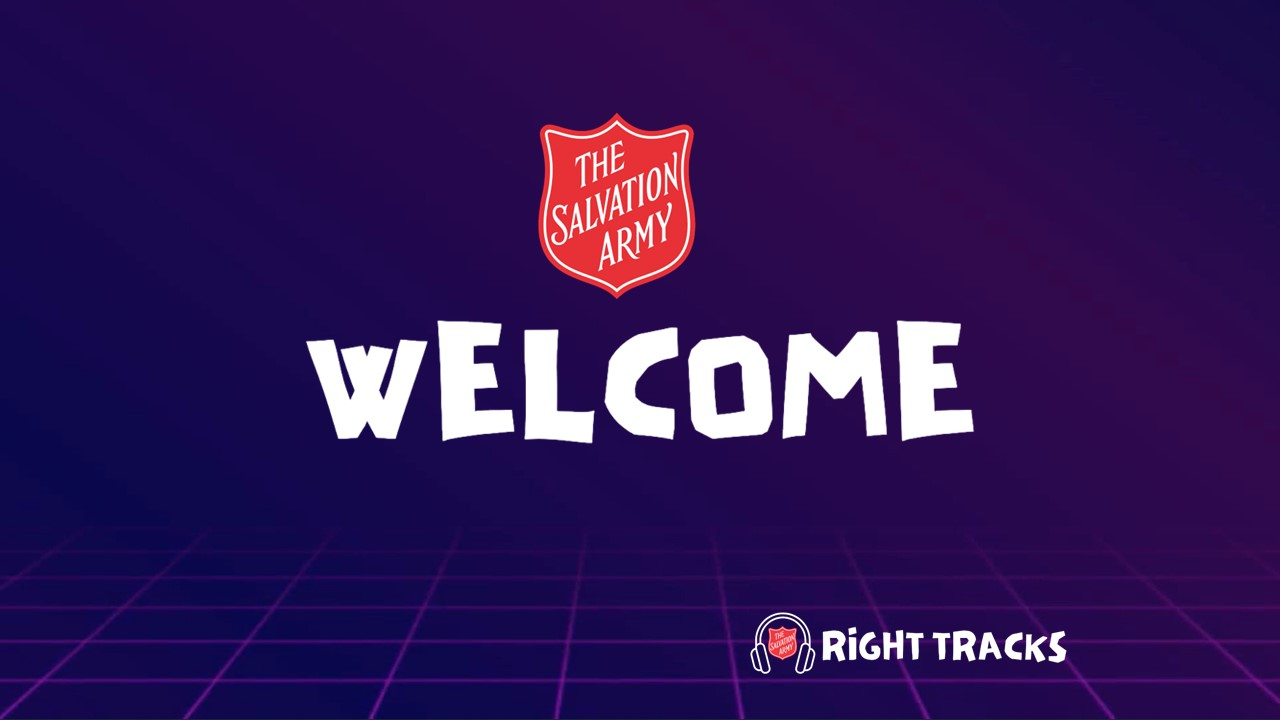 THE
SALVATION
ARMY
WELCOME
THE
SALVATION
ARMY
RiGHT TRACKS